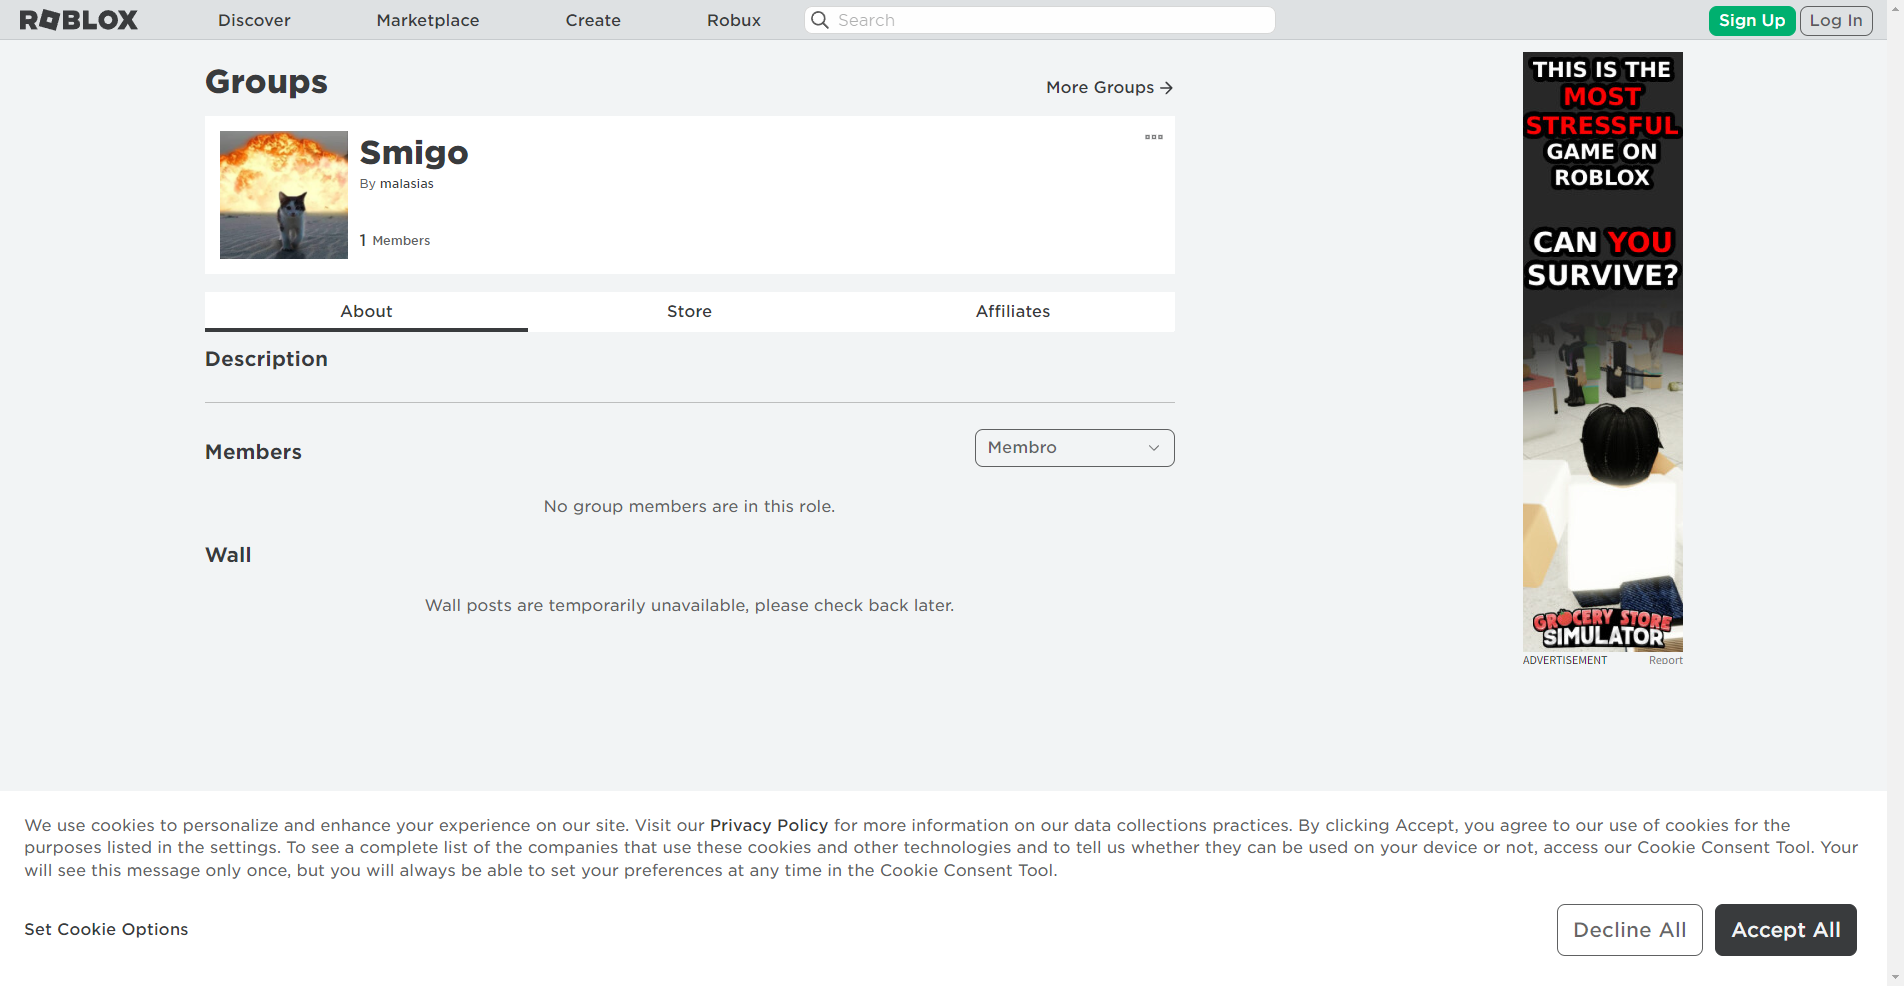 ROBLOX
Discover
Marketplace
Create
Robux
Search
Sign Up
Log In
Groups
More Groups
Smigo
By malasias
1 Members
About
Store
Affiliates
Description
Members
Membro
No group members are in this role.
Wall
Wall posts are temporarily unavailable, please check back later.
THIS IS THE
MOST
STRESSFUL
GAME ON
ROBLOX
CAN YOU
SURVIVE?
GROCERY STORE
SIMULATOR
ADVERTISEMENT
Report
We use cookies to personalize and enhance your experience on our site. Visit our Privacy Policy for more information on our data collections practices. By clicking Accept, you agree to our use of cookies for the
purposes listed in the settings. To see a complete list of the companies that use these cookies and other technologies and to tell us whether they can be used on your device or not, access our Cookie Consent Tool. Your
will see this message only once, but you will always be able to set your preferences at any time in the Cookie Consent Tool.
Set Cookie Options
Decline All
Accept All